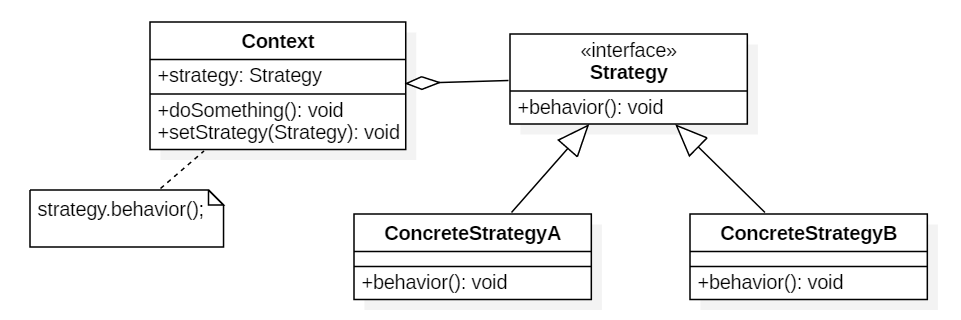 Context
+strategy: Strategy
+doSomething(): void
+setStrategy(Strategy): void
strategy.behavior();
«interface»
Strategy
+behavior(): void
ConcreteStrategyA
+behavior(): void
ConcreteStrategyB
+behavior(): void